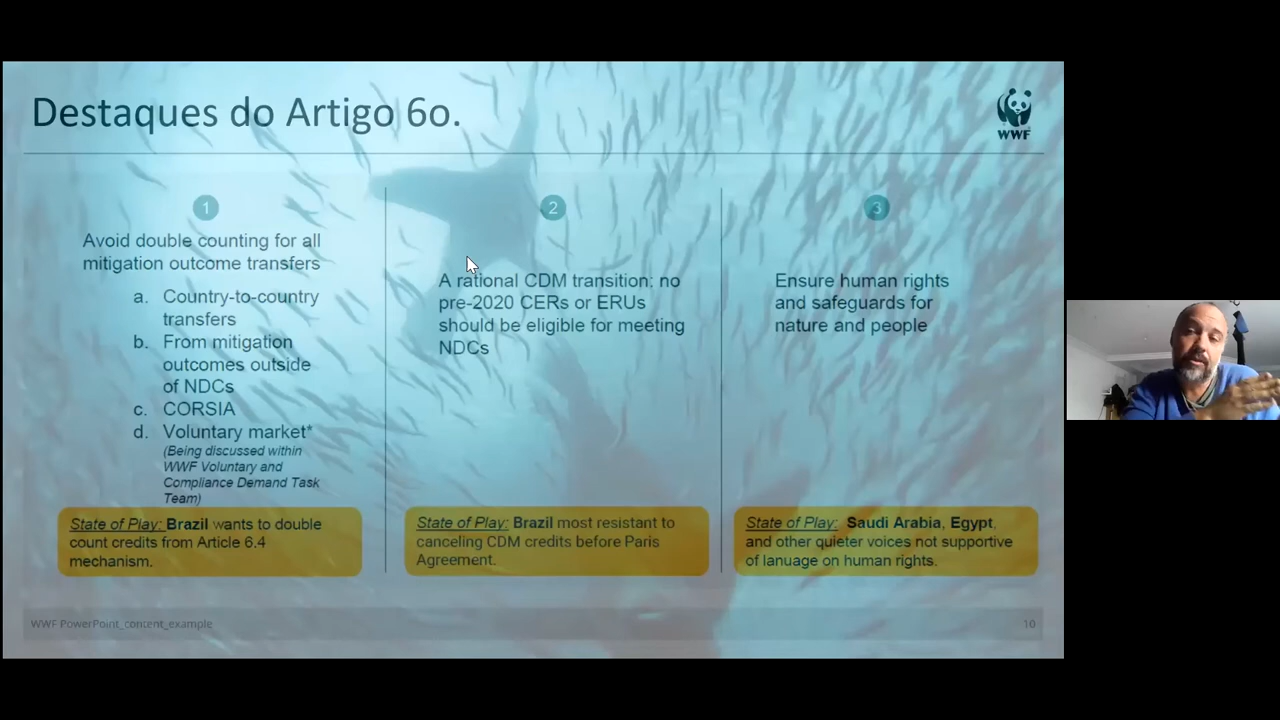 Destaques do Artigo 6o.
WWF
1
Avoid double counting for all
mitigation outcome transfers
a. Country-to-country
transfers
b. From mitigation
outcomes outside
of NDCs
c. CORSIA
d. Voluntary market*
(Being discussed within
WWF Voluntary and
Compliance Demand Task
Team)
State of Play: Brazil wants to double
count credits from Article 6.4
mechanism.
2
A rational CDM transition: no
pre-2020 CERs or ERUs
should be eligible for meeting
NDCs
State of Play: Brazil most resistant to
canceling CDM credits before Paris
Agreement.
3
Ensure human rights
and safeguards for
nature and people
State of Play: Saudi Arabia, Egypt,
and other quieter voices not supportive
of lanuage on human rights.
WWF PowerPoint_content_example
10